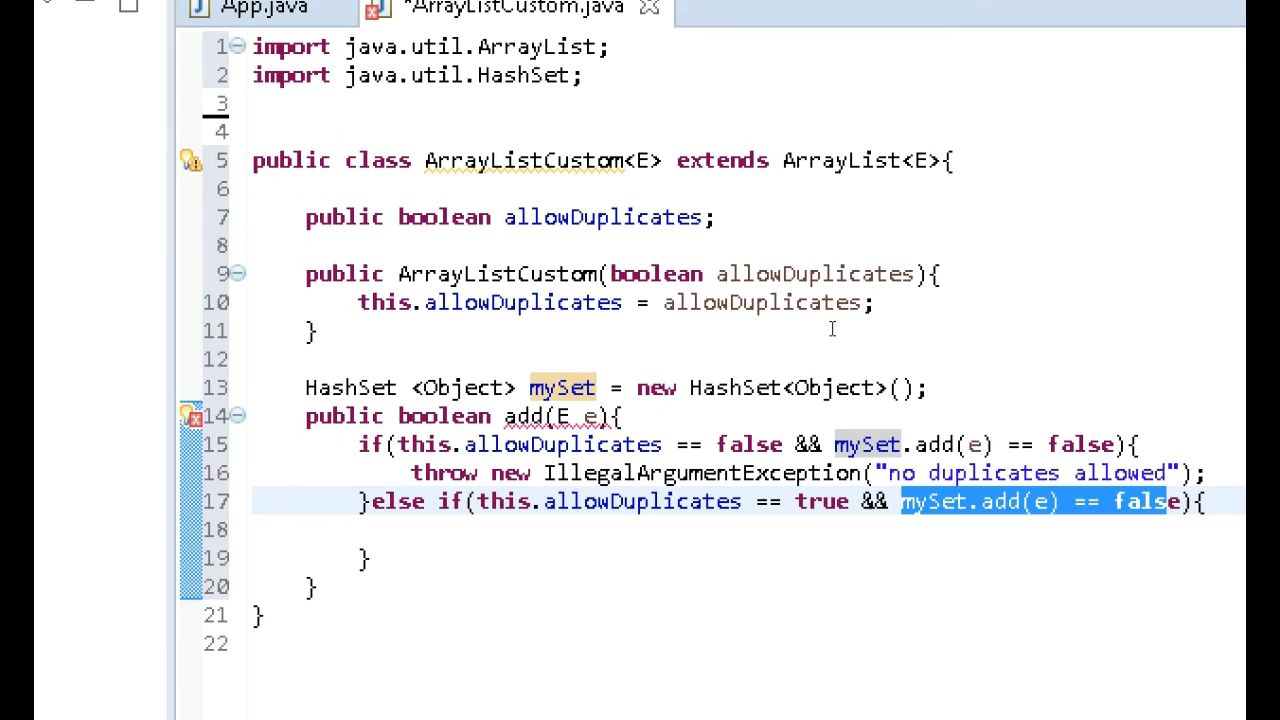 App.java *ArrayListCustom.java
1 import java.util.ArrayList;
2 import java.util.HashSet;
3
4
5 public class ArrayListCustom<E> extends ArrayList<E>{
6
7 public boolean allowDuplicates;
8
9 public ArrayListCustom(boolean allowDuplicates){
10 this.allowDuplicates = allowDuplicates;
11 }
12
13 HashSet <Object> mySet = new HashSet<Object>();
14 public boolean add(E e){
15 if(this.allowDuplicates == false && mySet.add(e) == false){
16 throw new IllegalArgumentException("no duplicates allowed");
17 }else if(this.allowDuplicates == true && mySet.add(e) == false){
18
19 }
20 }
21 }
22